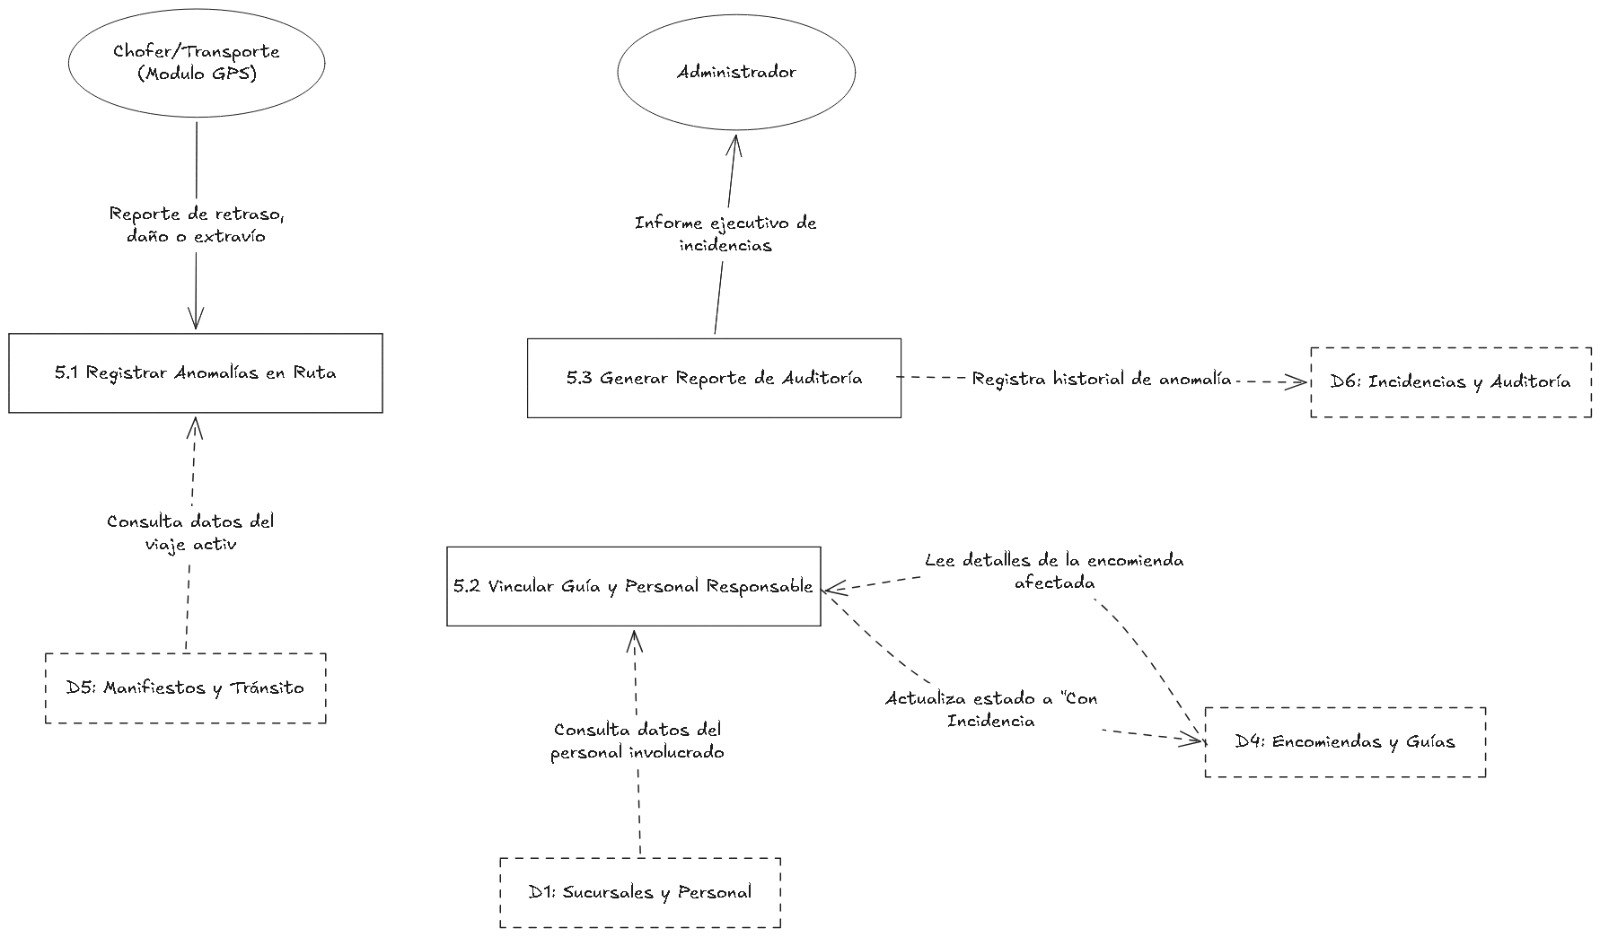 Chofer/Transporte
(Modulo GPS)
Administrador
Reporte de retraso,
daño o extravío
Informe ejecutivo de
incidencias
5.1 Registrar Anomalías en Ruta
5.3 Generar Reporte de Auditoría
Registra historial de anomalía
D6: Incidencias y Auditoría
Consulta datos del
viaje activ
5.2 Vincular Guía y Personal Responsable
Lee detalles de la encomienda
afectada
D5: Manifiestos y Tránsito
Actualiza estado a "Con
Incidencia
D4: Encomiendas y Guías
Consulta datos del
personal involucrado
D1: Sucursales y Personal